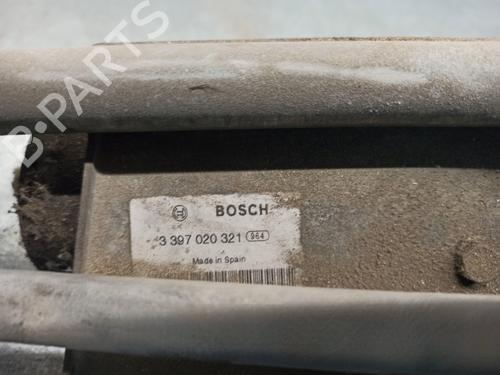 B-PARTS
BOSCH
3 397 020 321 964
Made in Spain